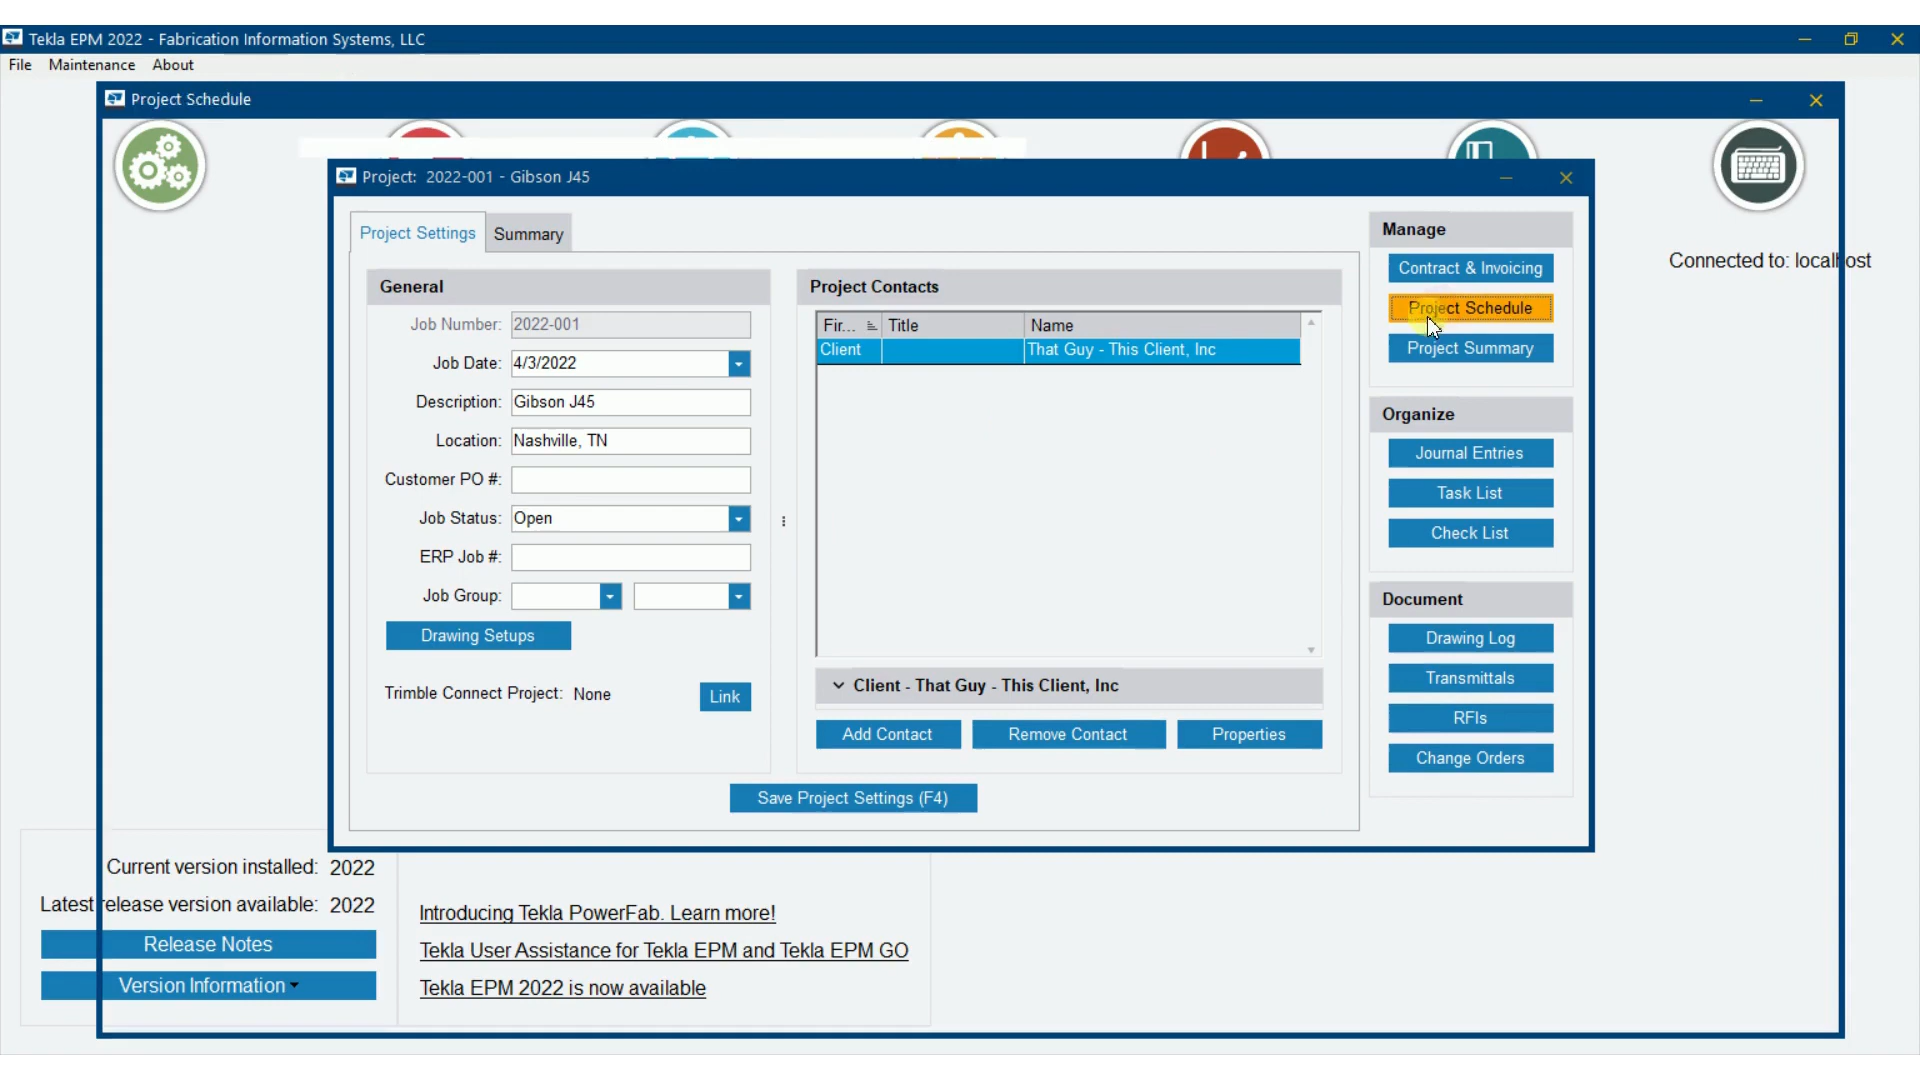 Tekla EPM 2022 - Fabrication Information Systems, LLC
File Maintenance About
Project Schedule
Project: 2022-001 - Gibson J45
Project Settings Summary
General
Job Number: 2022-001
Job Date: 4/3/2022
Description: Gibson J45
Location: Nashville, TN
Customer PO #:
Job Status: Open
ERP Job #:
Job Group:
Drawing Setups
Trimble Connect Project: None Link
Project Contacts
Fir... Title Name
Client That Guy - This Client, Inc
Client - That Guy - This Client, Inc
Add Contact Remove Contact Properties
Save Project Settings (F4)
Manage
Contract & Invoicing
Project Schedule
Project Summary
Organize
Journal Entries
Task List
Check List
Document
Drawing Log
Transmittals
RFIs
Change Orders
Connected to: localhost
Current version installed: 2022
Latest release version available: 2022
Release Notes
Version Information
Introducing Tekla PowerFab. Learn more!
Tekla User Assistance for Tekla EPM and Tekla EPM GO
Tekla EPM 2022 is now available